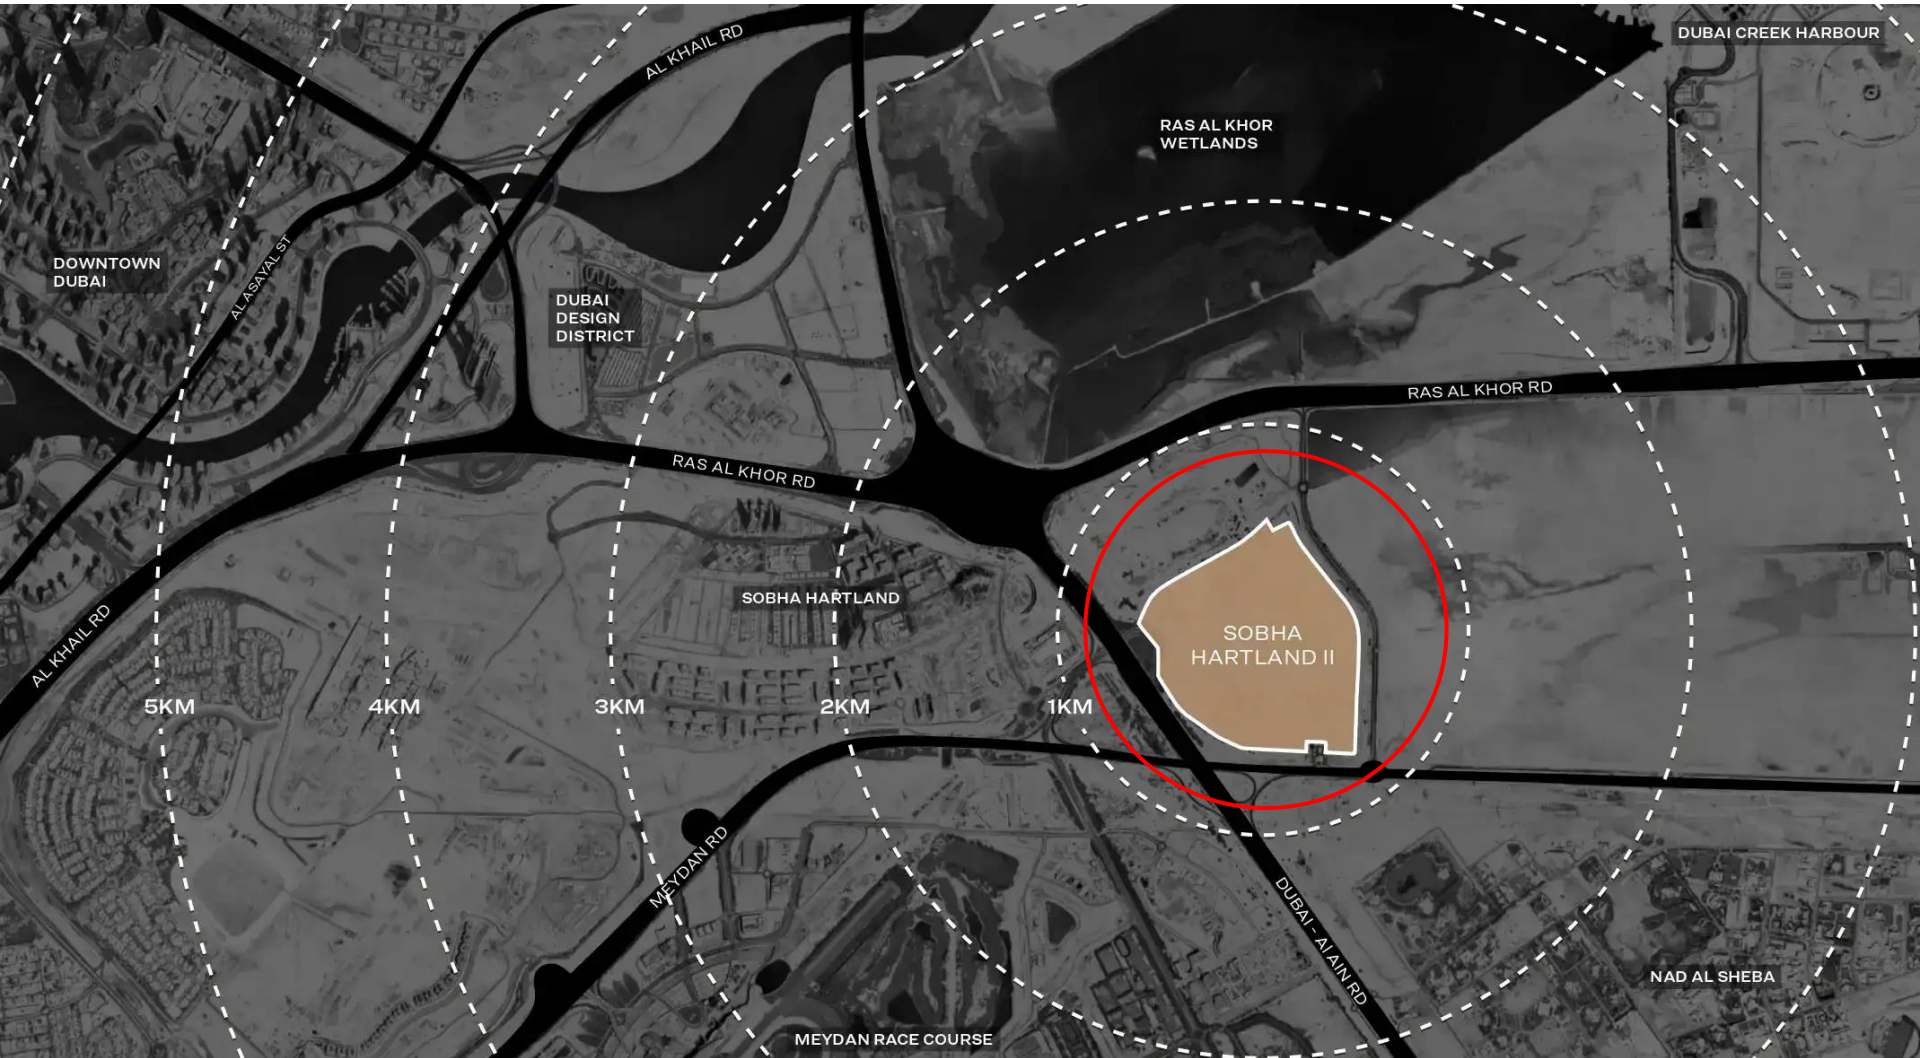 DUBAI CREEK HARBOUR
AL KHAIL RD
RAS AL KHOR
WETLANDS
DOWNTOWN
DUBAI
AL ASAYAL ST
DUBAI
DESIGN
DISTRICT
RAS AL KHOR RD
RAS AL KHOR RD
SOBHA HARTLAND
SOBHA
HARTLAND II
AL KHAIL RD
5KM
4KM
3KM
2KM
1KM
MEYDAN RD
DUBAI - Al AIN RD
NAD AL SHEBA
MEYDAN RACE COURSE